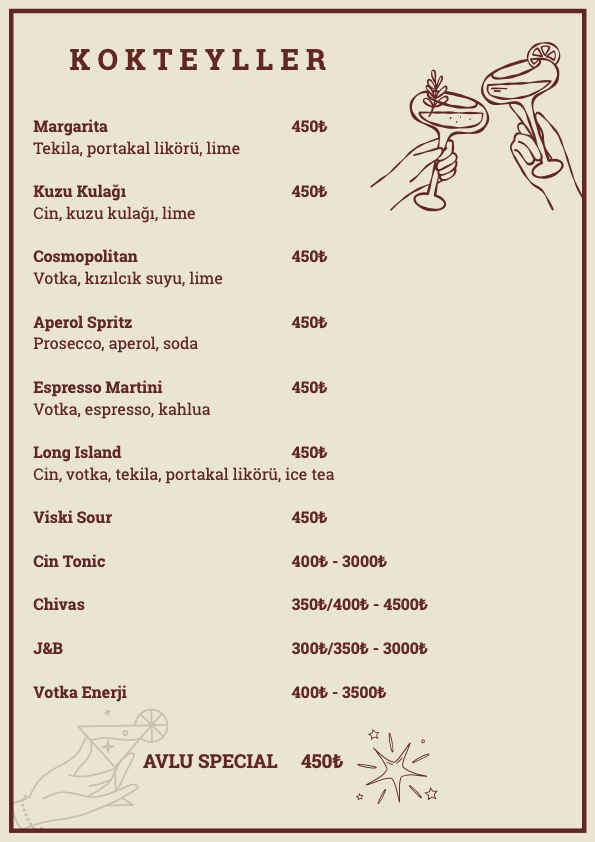 KOKTEYLLER
Margarita 450₺
Tekila, portakal likörü, lime
Kuzu Kulağı 450₺
Cin, kuzu kulağı, lime
Cosmopolitan 450₺
Votka, kızılcık suyu, lime
Aperol Spritz 450₺
Prosecco, aperol, soda
Espresso Martini 450₺
Votka, espresso, kahlua
Long Island 450₺
Cin, votka, tekila, portakal likörü, ice tea
Viski Sour 450₺
Cin Tonic 400₺ - 3000₺
Chivas 350₺/400₺ - 4500₺
J&B 300₺/350₺ - 3000₺
Votka Enerji 400₺ - 3500₺
AVLU SPECIAL 450₺